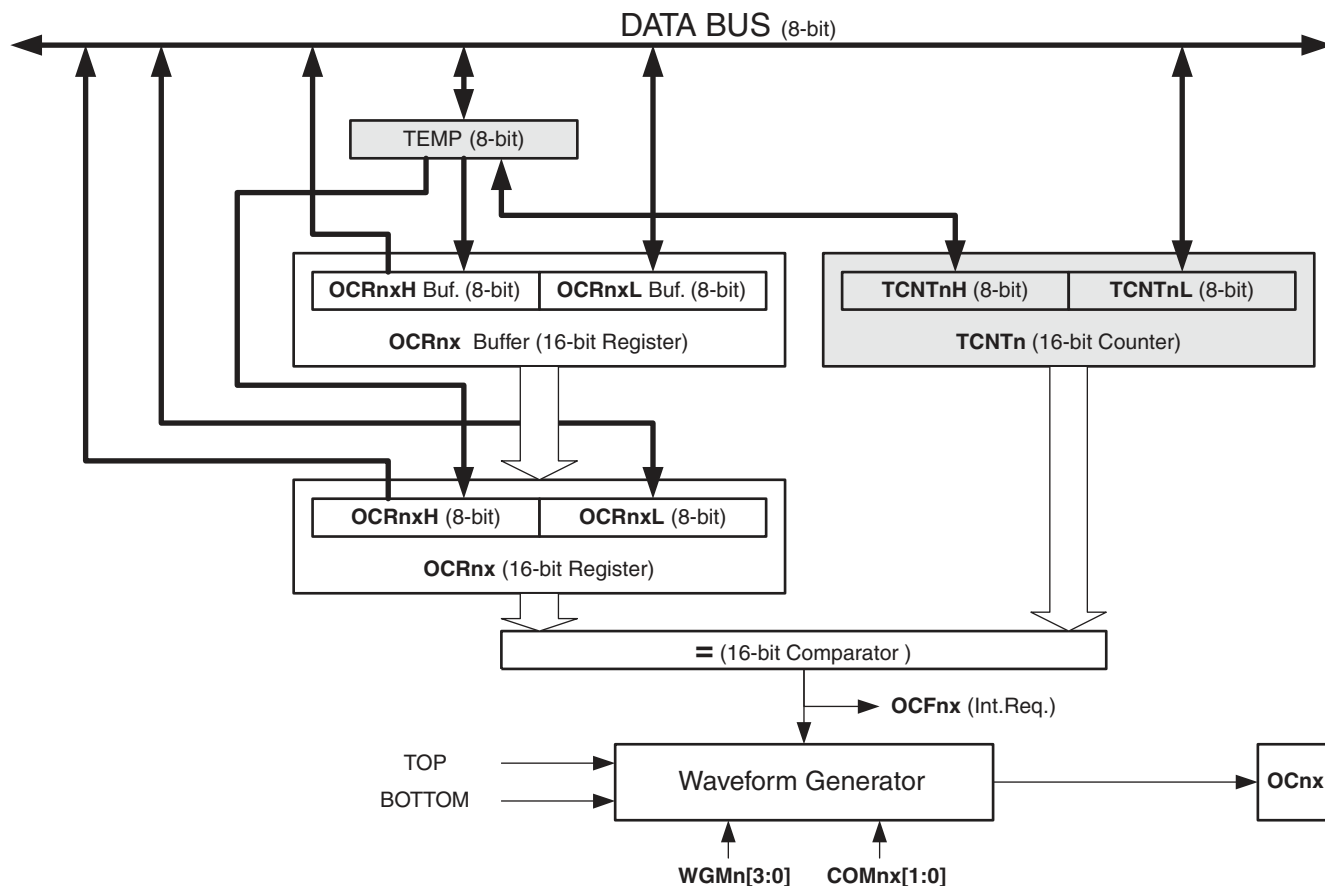 DATA BUS (8-bit)
TEMP (8-bit)
OCRnxH Buf. (8-bit) OCRnxL Buf. (8-bit)
OCRnx Buffer (16-bit Register)
TCNTnH (8-bit) TCNTnL (8-bit)
TCNTn (16-bit Counter)
OCRnxH (8-bit) OCRnxL (8-bit)
OCRnx (16-bit Register)
= (16-bit Comparator )
OCFnx (Int.Req.)
TOP
BOTTOM
Waveform Generator
OCnx
WGMn[3:0] COMnx[1:0]